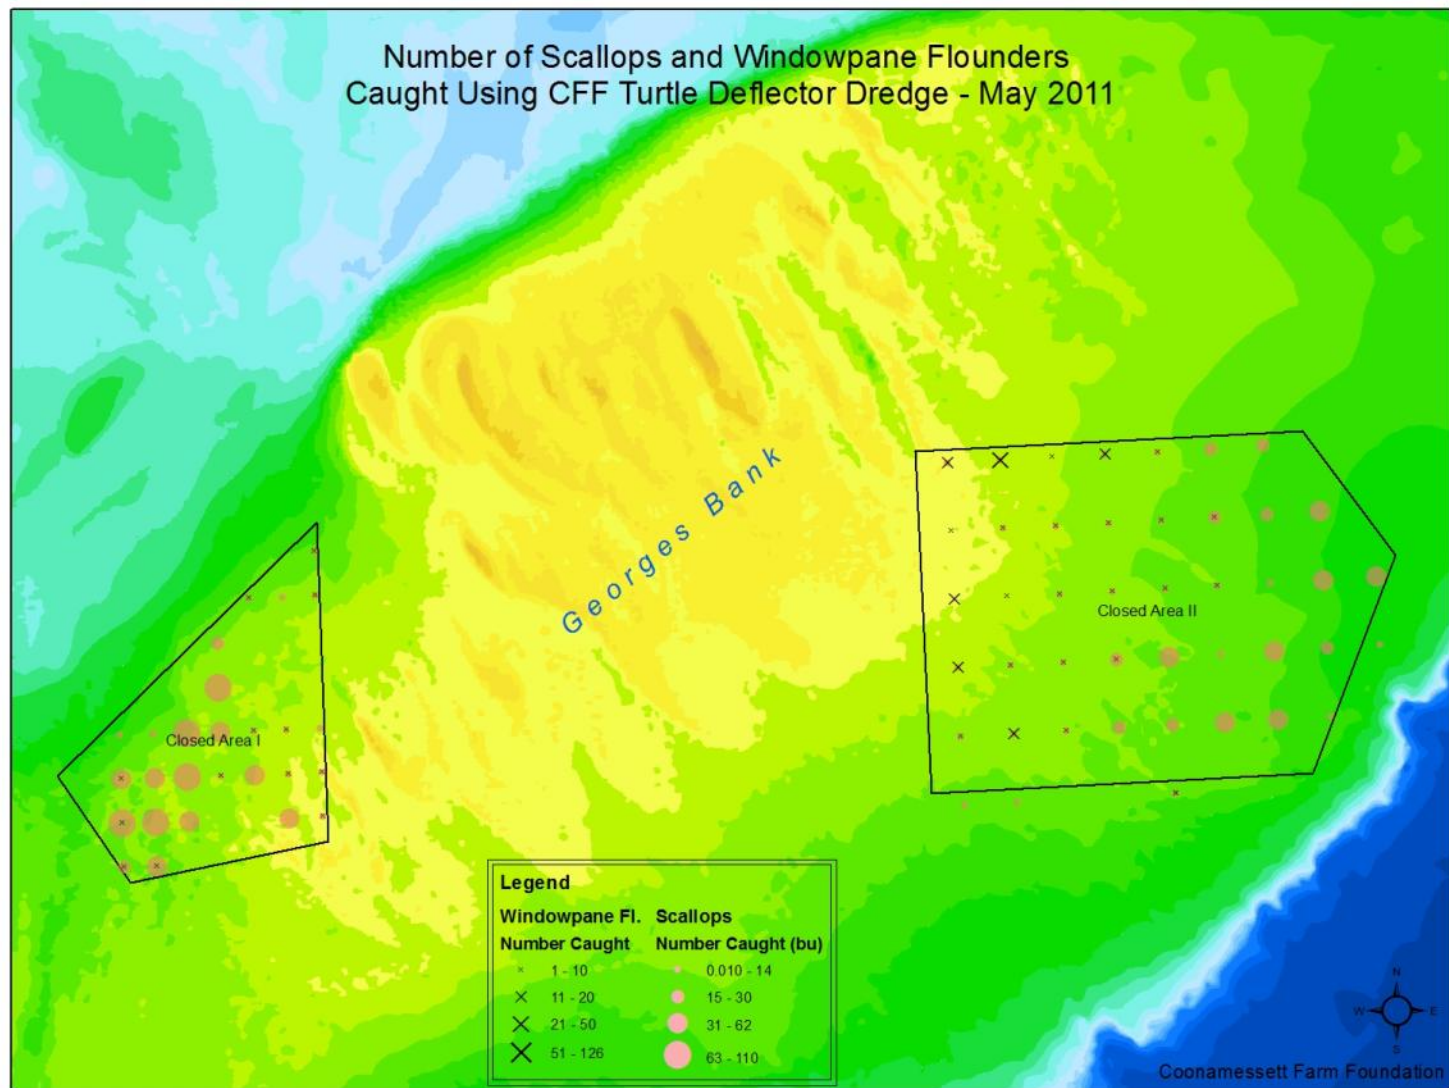 Number of Scallops and Windowpane Flounders
Caught Using CFF Turtle Deflector Dredge - May 2011
Georges Bank
Closed Area II
Closed Area I
Legend
Windowpane Fl. Scallops
Number Caught Number Caught (bu)
1 - 10 0.010 - 14
11 - 20 15 - 30
21 - 50 31 - 62
51 - 126 63 - 110
N
W E
S
Coonamessett Farm Foundation